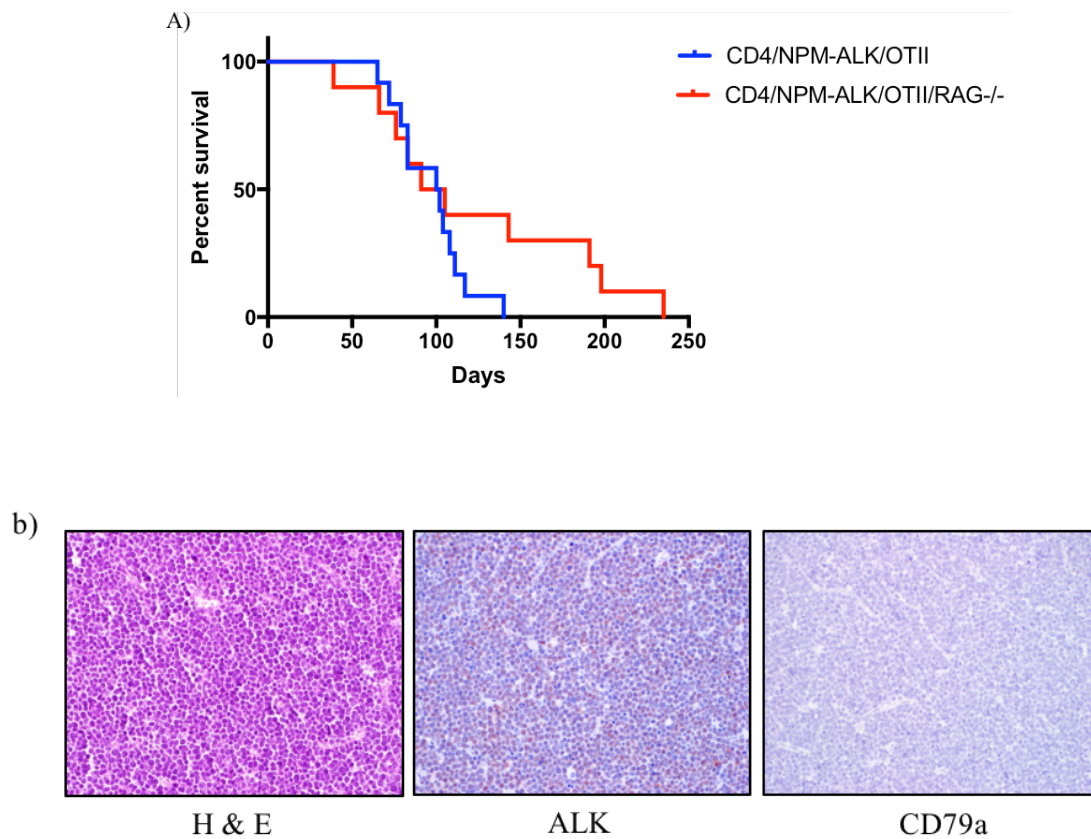 A)
CD4/NPM-ALK/OTII
CD4/NPM-ALK/OTII/RAG-/-
Percent survival
100
50
0
0 50 100 150 200 250
Days
b)
H & E ALK CD79a